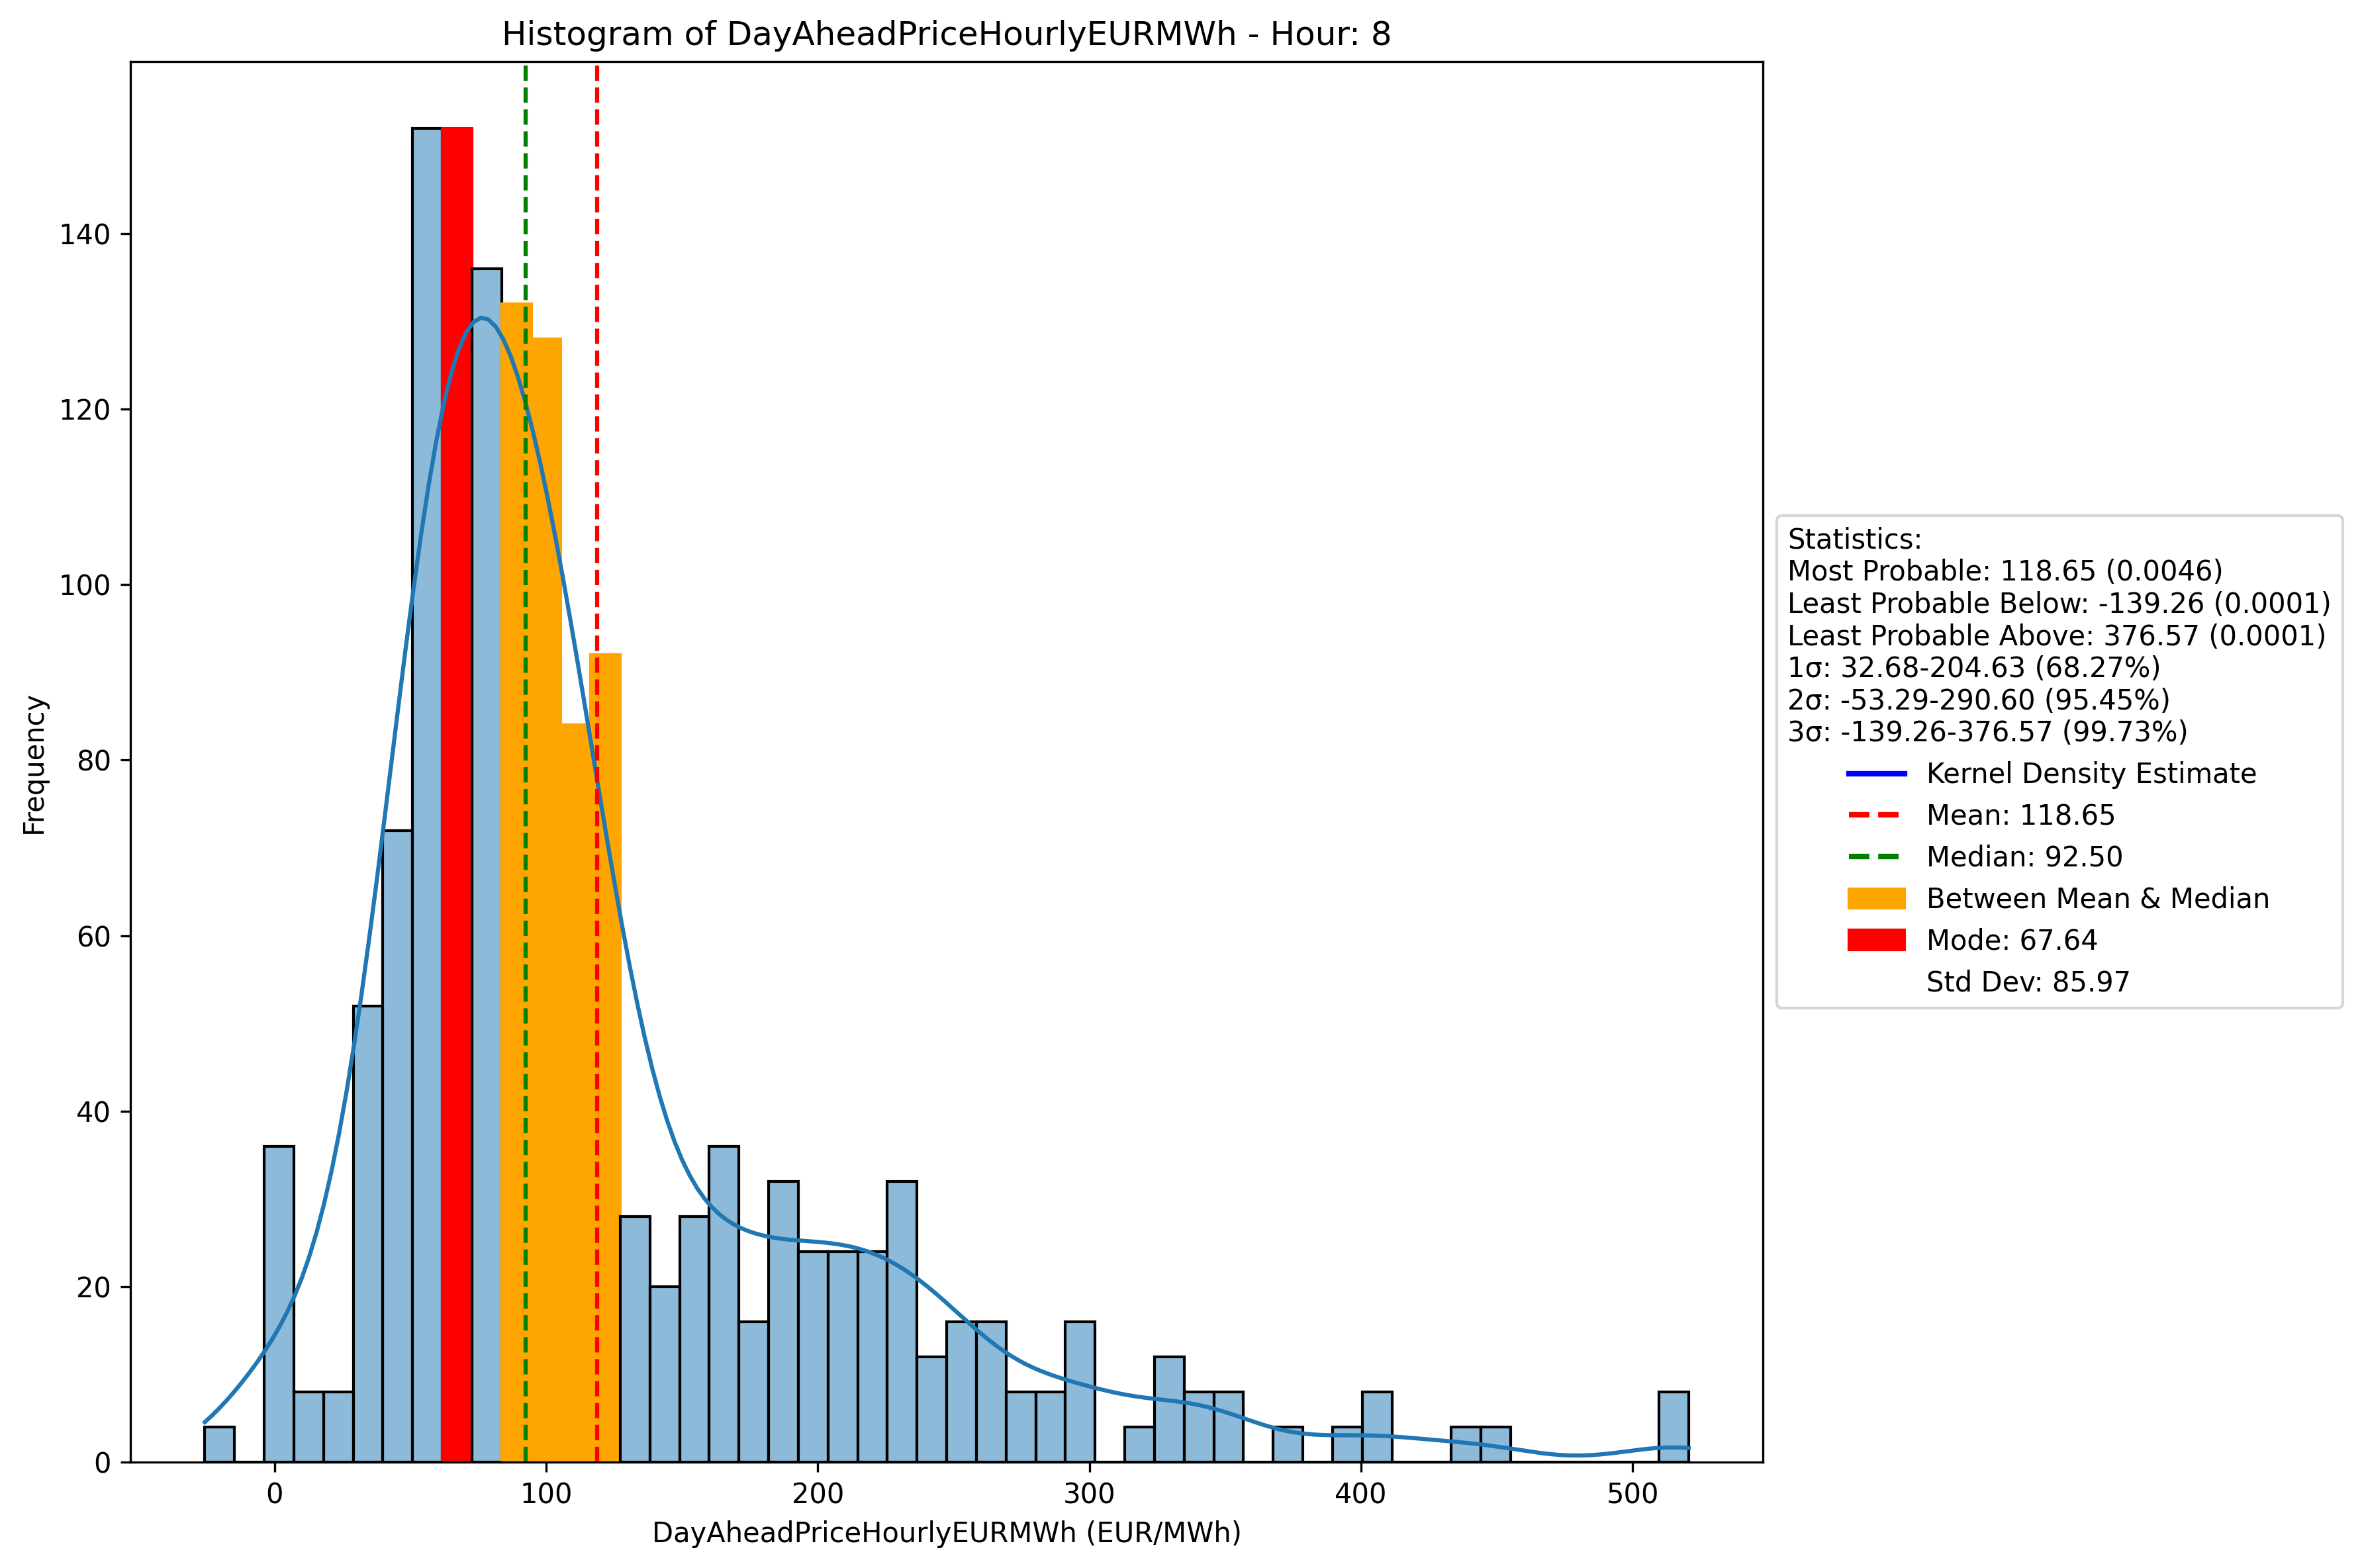 Histogram of DayAheadPriceHourlyEURMWh - Hour: 8
Frequency
140
120
100
80
60
40
20
0
0
100
200
300
400
500
DayAheadPriceHourlyEURMWh (EUR/MWh)
Statistics:
Most Probable: 118.65 (0.0046)
Least Probable Below: -139.26 (0.0001)
Least Probable Above: 376.57 (0.0001)
1σ: 32.68-204.63 (68.27%)
2σ: -53.29-290.60 (95.45%)
3σ: -139.26-376.57 (99.73%)
Kernel Density Estimate
Mean: 118.65
Median: 92.50
Between Mean & Median
Mode: 67.64
Std Dev: 85.97